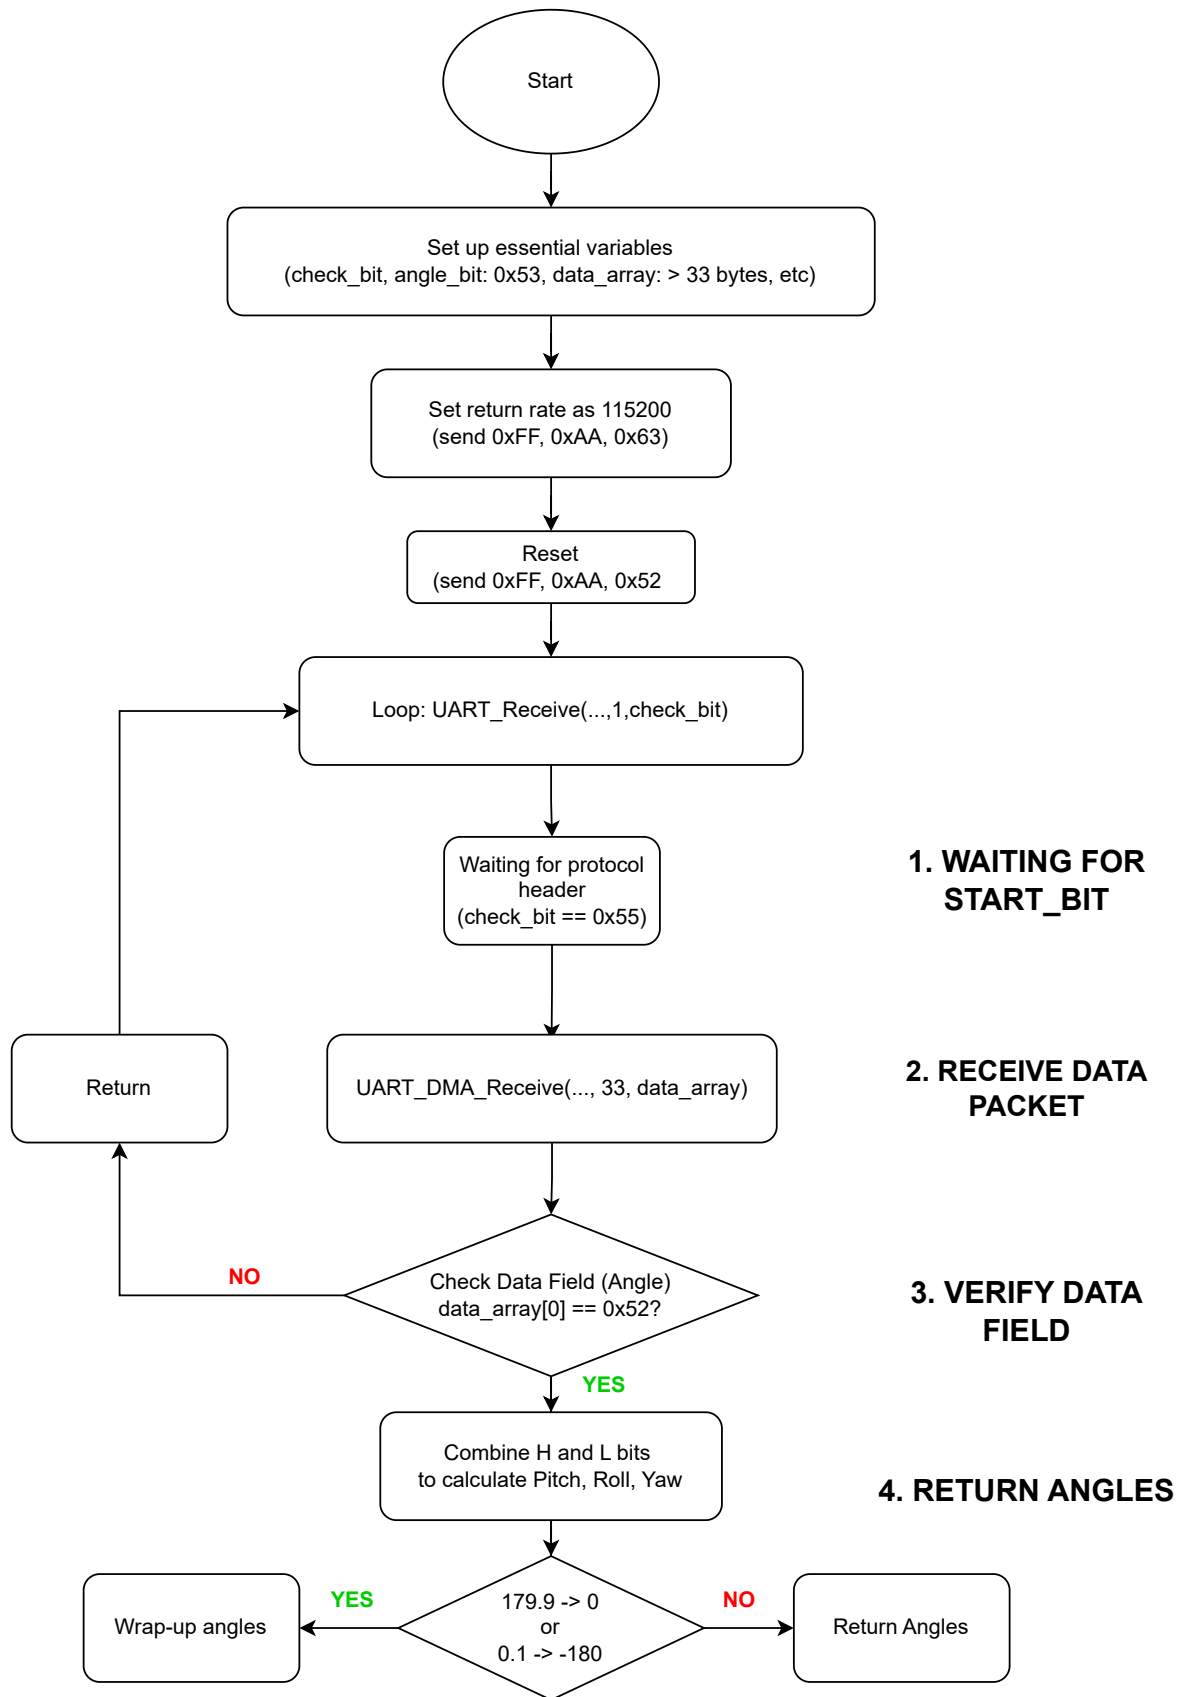 Start
Set up essential variables
(check_bit, angle_bit: 0x53, data_array: > 33 bytes, etc)
Set return rate as 115200
(send 0xFF, 0xAA, 0x63)
Reset
(send 0xFF, 0xAA, 0x52
Loop: UART_Receive(...,1,check_bit)
Waiting for protocol
header
(check_bit == 0x55)
1. WAITING FOR
START_BIT
Return
UART_DMA_Receive(..., 33, data_array)
2. RECEIVE DATA
PACKET
NO
Check Data Field (Angle)
data_array[0] == 0x52?
3. VERIFY DATA
FIELD
YES
Combine H and L bits
to calculate Pitch, Roll, Yaw
4. RETURN ANGLES
Wrap-up angles
YES
179.9 -> 0
or
0.1 -> -180
NO
Return Angles